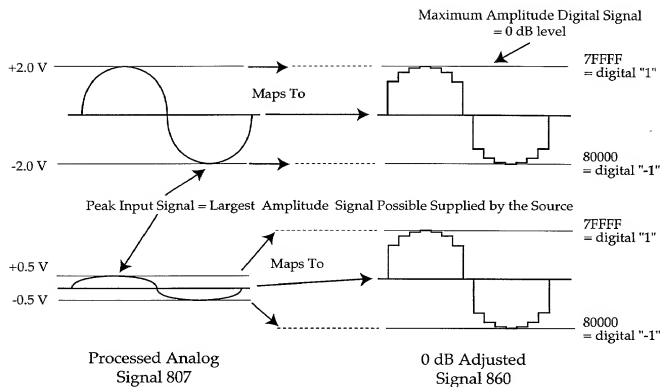 Maximum Amplitude Digital Signal
= 0 dB level
+2.0 V
7FFFF
= digital "1"
Maps To
-2.0 V
80000
= digital "-1"
Peak Input Signal = Largest Amplitude Signal Possible Supplied by the Source
7FFFF
= digital "1"
+0.5 V
Maps To
-0.5 V
80000
= digital "-1"
Processed Analog
Signal 807
0 dB Adjusted
Signal 860